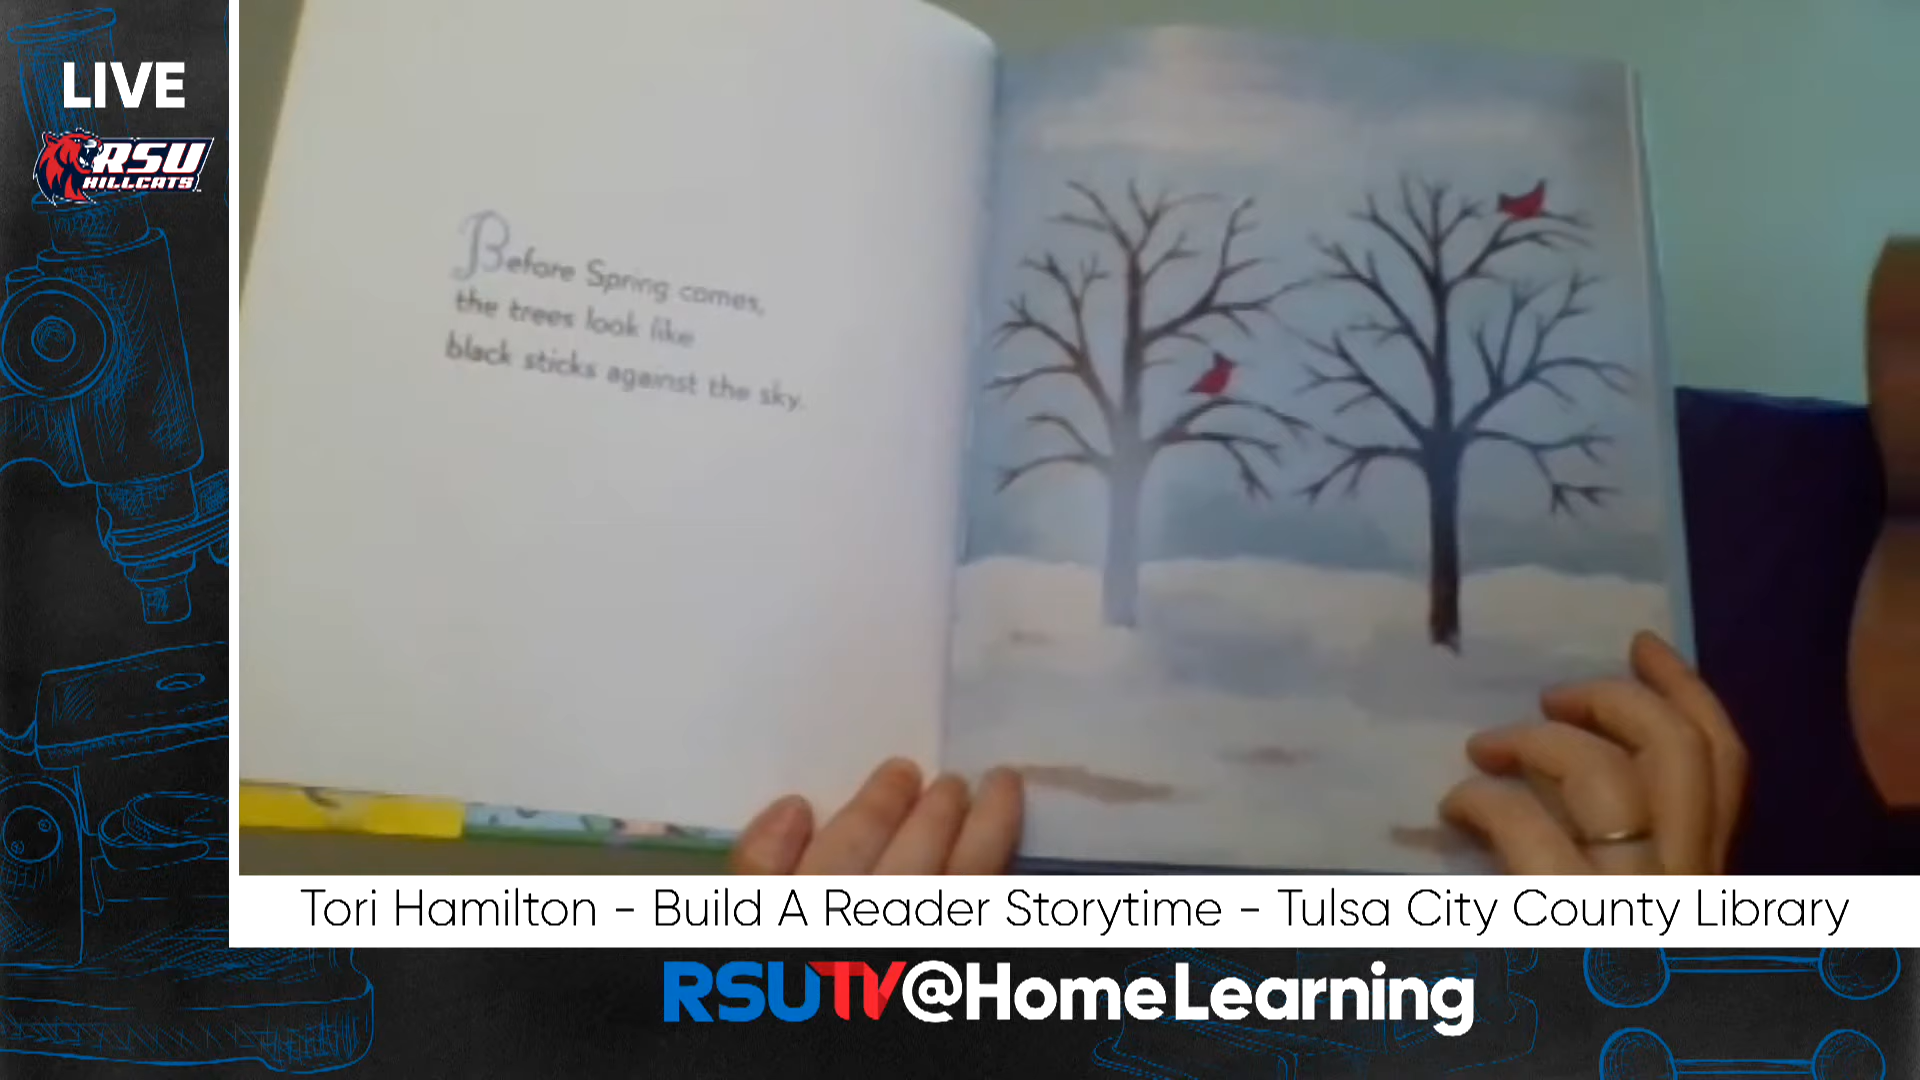 LIVE
RSU
HILLCATS
Before Spring comes,
the trees look like
black sticks against the sky.
Tori Hamilton - Build A Reader Storytime - Tulsa City County Library
RSUTV@HomeLearning